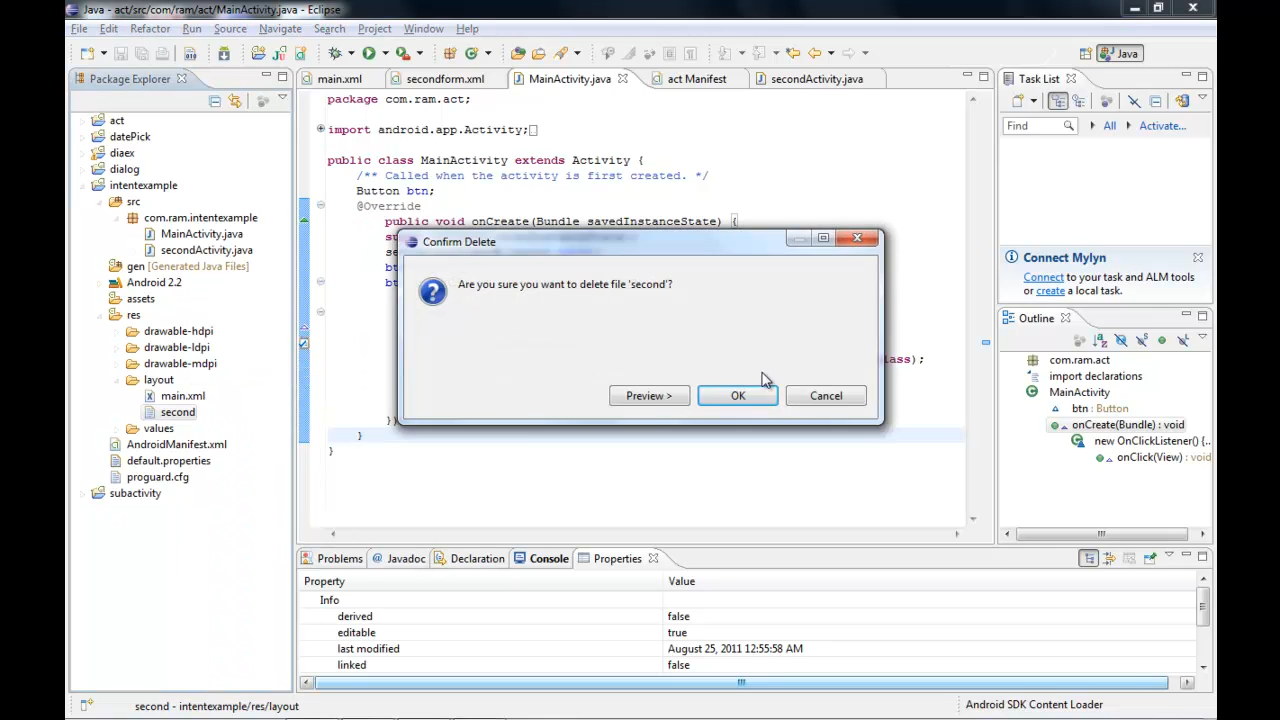 Java - act/src/com/ram/act/MainActivity.java - Eclipse
File Edit Refactor Run Source Navigate Search Project Window Help
Java
Package Explorer
main.xml secondform.xml MainActivity.java act Manifest secondActivity.java
Task List
act
datePick
diaex
dialog
intentexample
src
com.ram.intentexample
MainActivity.java
secondActivity.java
gen [Generated Java Files]
Android 2.2
assets
res
drawable-hdpi
drawable-ldpi
drawable-mdpi
layout
main.xml
second
values
AndroidManifest.xml
default.properties
proguard.cfg
subactivity
package com.ram.act;
import android.app.Activity;
public class MainActivity extends Activity {
/** Called when the activity is first created. */
Button btn;
@Override
public void onCreate(Bundle savedInstanceState) {
lass);
}
}
Confirm Delete
Are you sure you want to delete file 'second'?
Preview > OK Cancel
Find All Activate...
Connect Mylyn
Connect to your task and ALM tools
or create a local task.
Outline
com.ram.act
import declarations
MainActivity
btn : Button
onCreate(Bundle) : void
new OnClickListener() {..
onClick(View) : void
Problems Javadoc Declaration Console Properties
Property Value
Info
derived false
editable true
last modified August 25, 2011 12:55:58 AM
linked false
second - intentexample/res/layout
Android SDK Content Loader